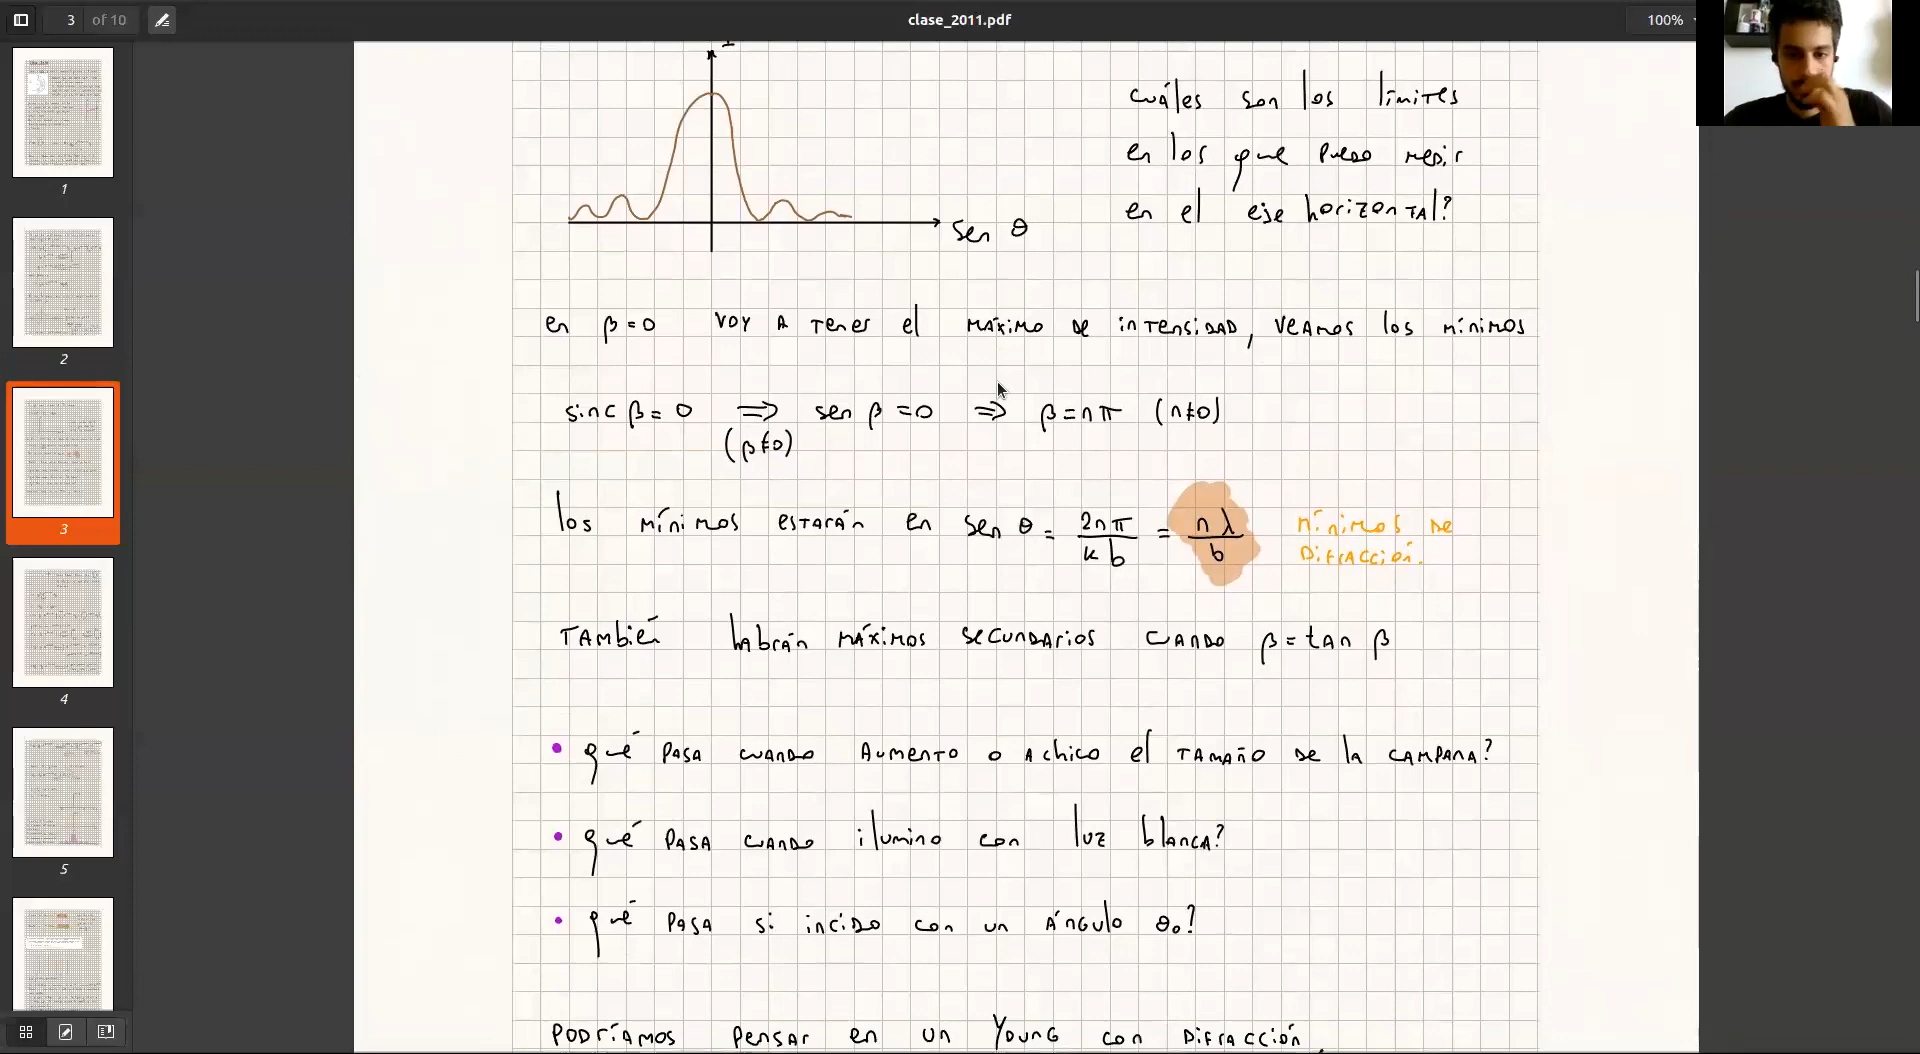 3 of 10
clase_2011.pdf
100%
I
cuáles son los límites
en los que puedo medir
en el eje horizontal?
sen θ
1
2
3
4
5
en β=0 voy a tener el máximo de intensidad, veamos los mínimos
sinc β = 0 ⟹ sen β = 0 ⟹ β = nπ (n≠0)
(β≠0)
los mínimos estarán en sen θ = 2nπ / k b = nλ / b mínimos de
difracción.
También habrán máximos secundarios cuando β = tan β
• qué pasa cuando aumento o achico el tamaño de la campana?
• qué pasa cuando ilumino con luz blanca?
• qué pasa si incido con un ángulo θ₀?
Podríamos pensar en un Young con difracción,